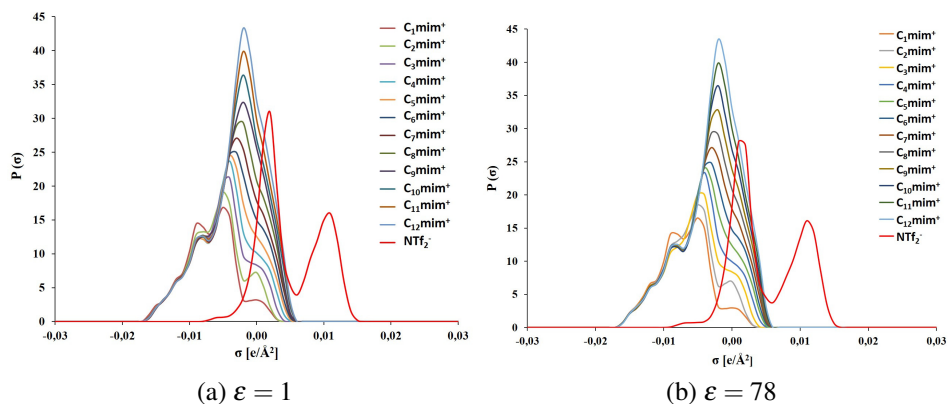 45
40
35
30
25
20
15
10
5
0
P (σ)
-0,03
-0,02
-0,01
0,00
0,01
0,02
0,03
σ [e/Å²]
C₁mim⁺
C₂mim⁺
C₃mim⁺
C₄mim⁺
C₅mim⁺
C₆mim⁺
C₇mim⁺
C₈mim⁺
C₉mim⁺
C₁₀mim⁺
C₁₁mim⁺
C₁₂mim⁺
NTf₂⁻
(a) ε = 1
45
40
35
30
25
20
15
10
5
0
P (σ)
-0,03
-0,02
-0,01
0,00
0,01
0,02
0,03
σ [e/Å²]
C₁mim⁺
C₂mim⁺
C₃mim⁺
C₄mim⁺
C₅mim⁺
C₆mim⁺
C₇mim⁺
C₈mim⁺
C₉mim⁺
C₁₀mim⁺
C₁₁mim⁺
C₁₂mim⁺
NTf₂⁻
(b) ε = 78